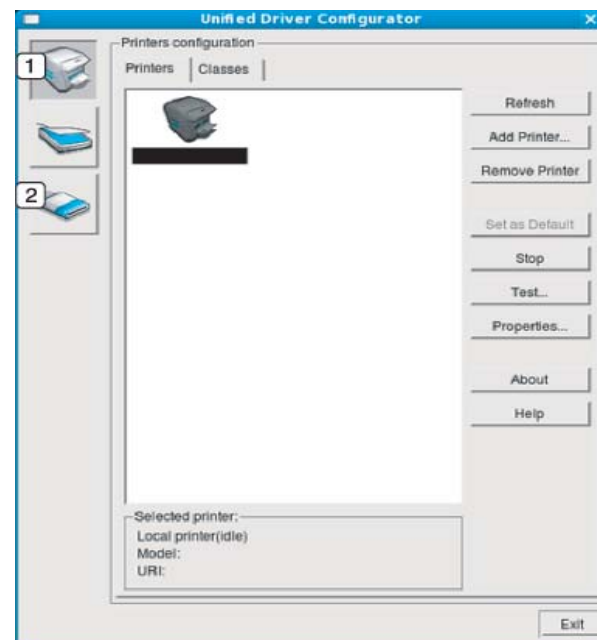 Unified Driver Configurator
1
2
Printers configuration
Printers
Classes
Refresh
Add Printer...
Remove Printer
Set as Default
Stop
Test...
Properties...
About
Help
Selected printer:
Local printer(idle)
Model:
URI:
Exit